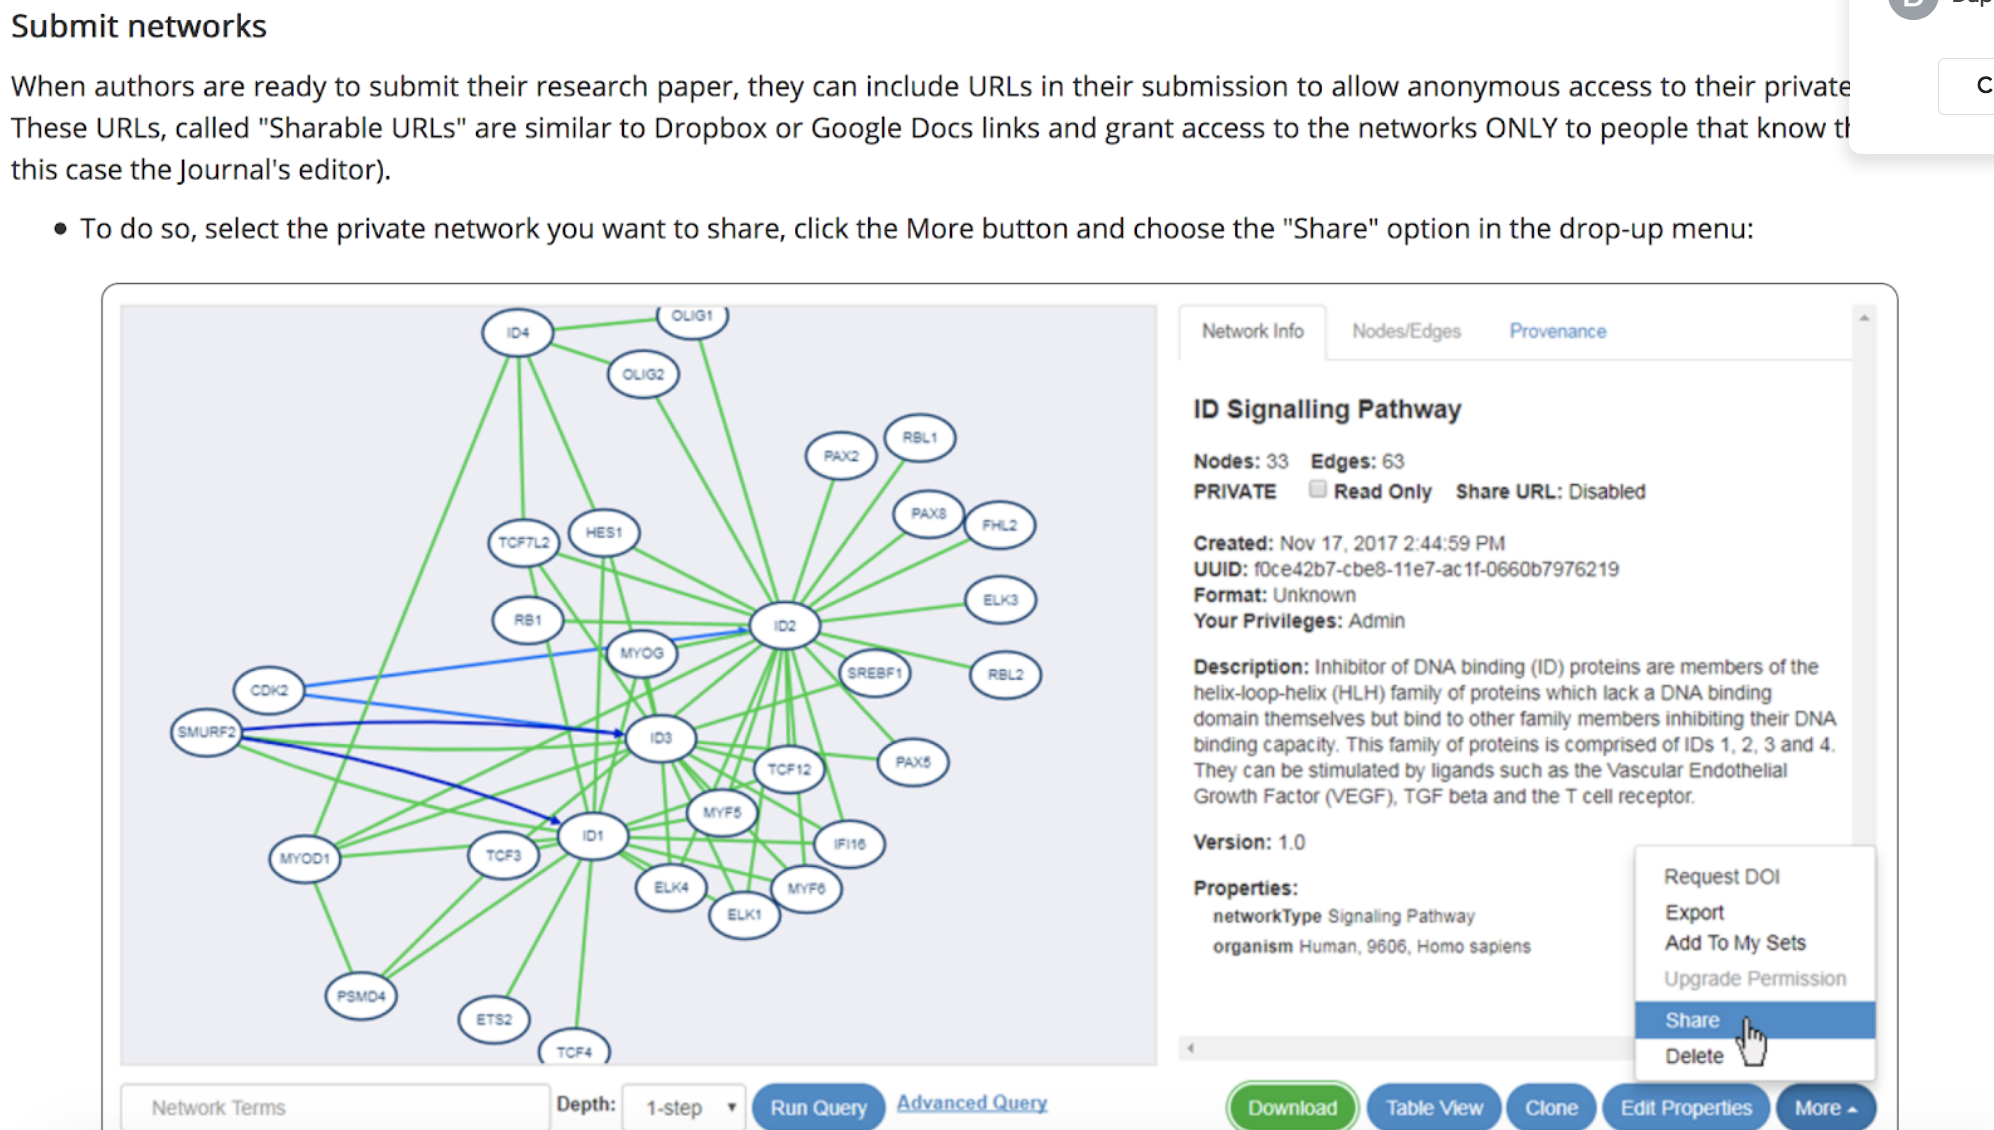 Submit networks
When authors are ready to submit their research paper, they can include URLs in their submission to allow anonymous access to their private
These URLs, called "Sharable URLs" are similar to Dropbox or Google Docs links and grant access to the networks ONLY to people that know
this case the Journal's editor).
• To do so, select the private network you want to share, click the More button and choose the "Share" option in the drop-up menu:
ID4
OLIG1
OLIG2
PAX2
RBL1
PAX8
FHL2
TCF7L2
HES1
ELK3
RB1
ID2
MYOG
SREBF1
RBL2
CDK2
SMURF2
ID3
TCF12
PAX5
MYF5
ID1
IFI16
MYOD1
TCF3
ELK4
MYF6
ELK1
PSMD4
ETS2
TCF4
Network Info Nodes/Edges Provenance
ID Signalling Pathway
Nodes: 33 Edges: 63
PRIVATE Read Only Share URL: Disabled
Created: Nov 17, 2017 2:44:59 PM
UUID: f0ce42b7-cbe8-11e7-ac1f-0660b7976219
Format: Unknown
Your Privileges: Admin
Description: Inhibitor of DNA binding (ID) proteins are members of the
helix-loop-helix (HLH) family of proteins which lack a DNA binding
domain themselves but bind to other family members inhibiting their DNA
binding capacity. This family of proteins is comprised of IDs 1, 2, 3 and 4.
They can be stimulated by ligands such as the Vascular Endothelial
Growth Factor (VEGF), TGF beta and the T cell receptor.
Version: 1.0
Properties:
networkType Signaling Pathway
organism Human, 9606, Homo sapiens
Request DOI
Export
Add To My Sets
Upgrade Permission
Share
Delete
Network Terms Depth: 1-step Run Query Advanced Query Download Table View Clone Edit Properties More